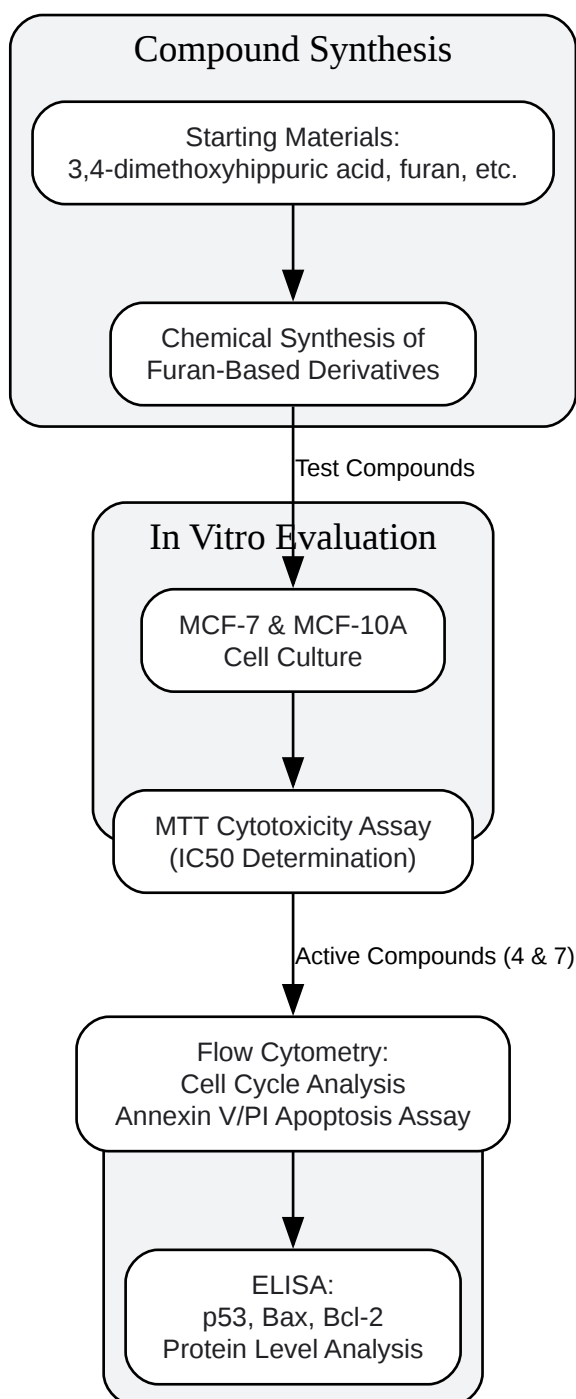 Compound Synthesis
Starting Materials:
3,4-dimethoxyhippuric acid, furan, etc.
Chemical Synthesis of
Furan-Based Derivatives
Test Compounds
In Vitro Evaluation
MCF-7 & MCF-10A
Cell Culture
MTT Cytotoxicity Assay
(IC50 Determination)
Active Compounds (4 & 7)
Flow Cytometry:
Cell Cycle Analysis
Annexin V/PI Apoptosis Assay
ELISA:
p53, Bax, Bcl-2
Protein Level Analysis